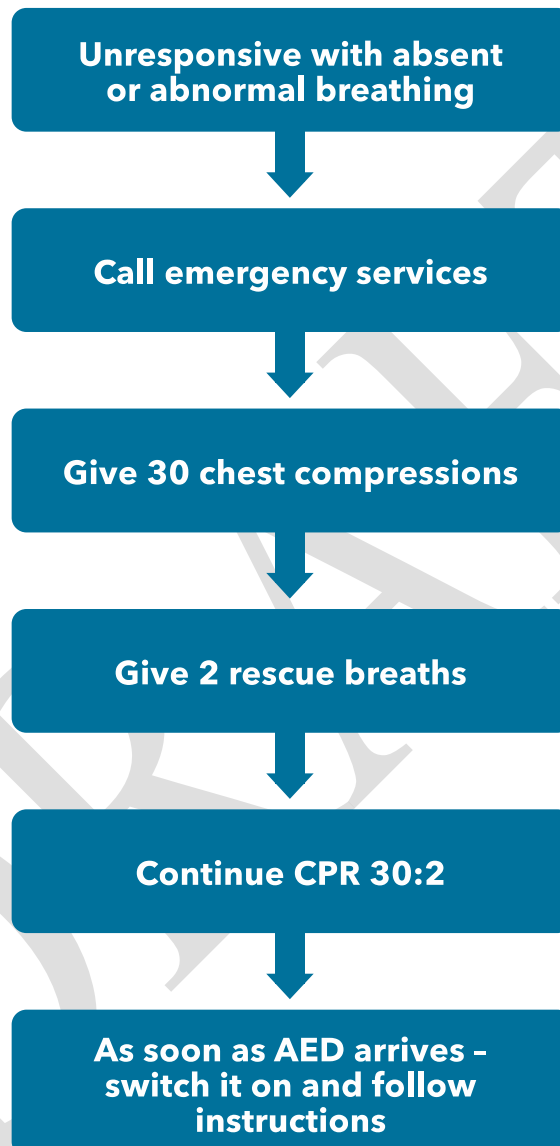 Unresponsive with absent
or abnormal breathing
Call emergency services
Give 30 chest compressions
Give 2 rescue breaths
Continue CPR 30:2
As soon as AED arrives –
switch it on and follow
instructions